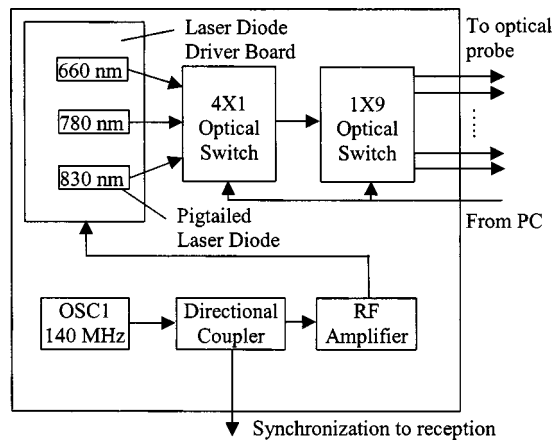 Laser Diode
Driver Board
To optical
probe
660 nm
780 nm
830 nm
4X1
Optical
Switch
1X9
Optical
Switch
From PC
Pigtailed
Laser Diode
OSC1
140 MHz
Directional
Coupler
RF
Amplifier
Synchronization to reception